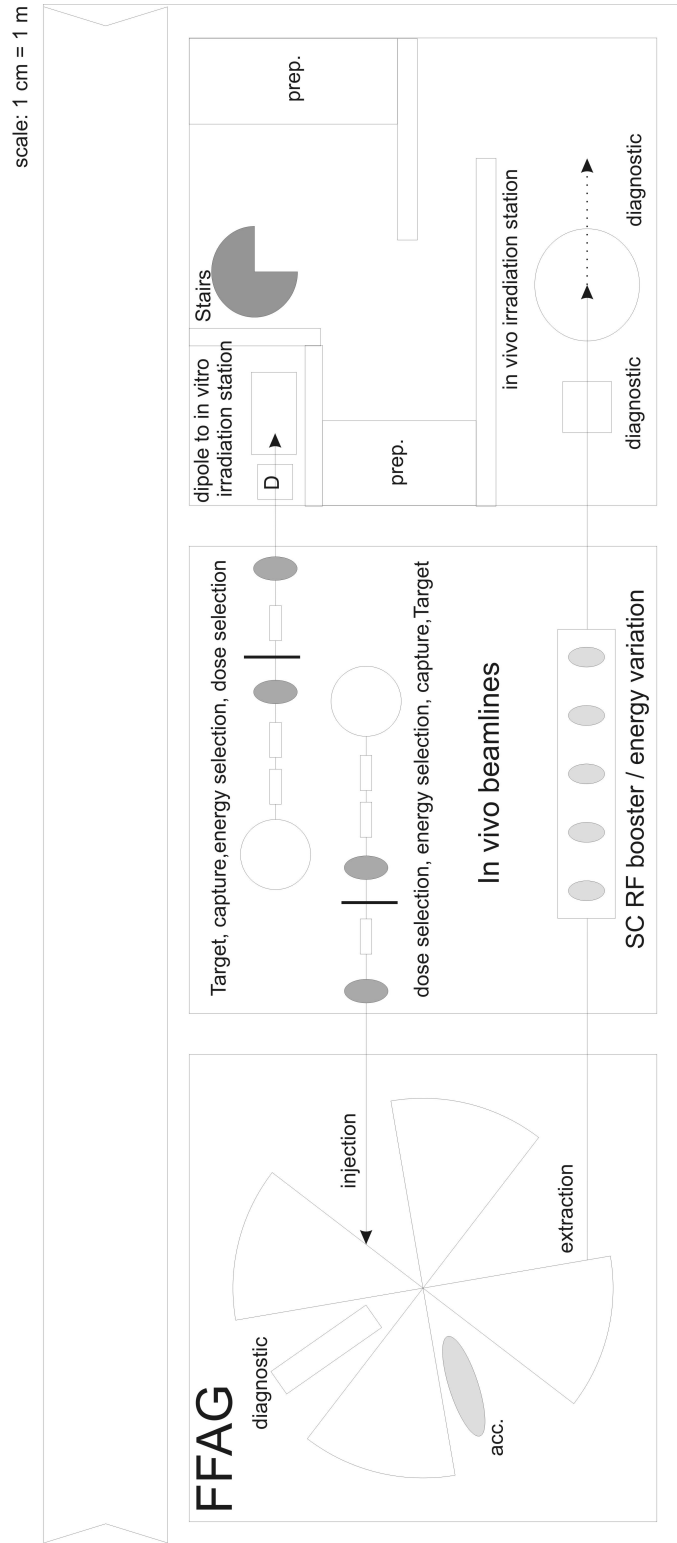 scale: 1 cm = 1 m
FFAG
diagnostic
acc.
injection
extraction
Target, capture,energy selection, dose selection
dose selection, energy selection, capture,Target
In vivo beamlines
SC RF booster / energy variation
dipole to in vitro
irradiation station
D
Stairs
prep.
prep.
in vivo irradiation station
diagnostic
diagnostic